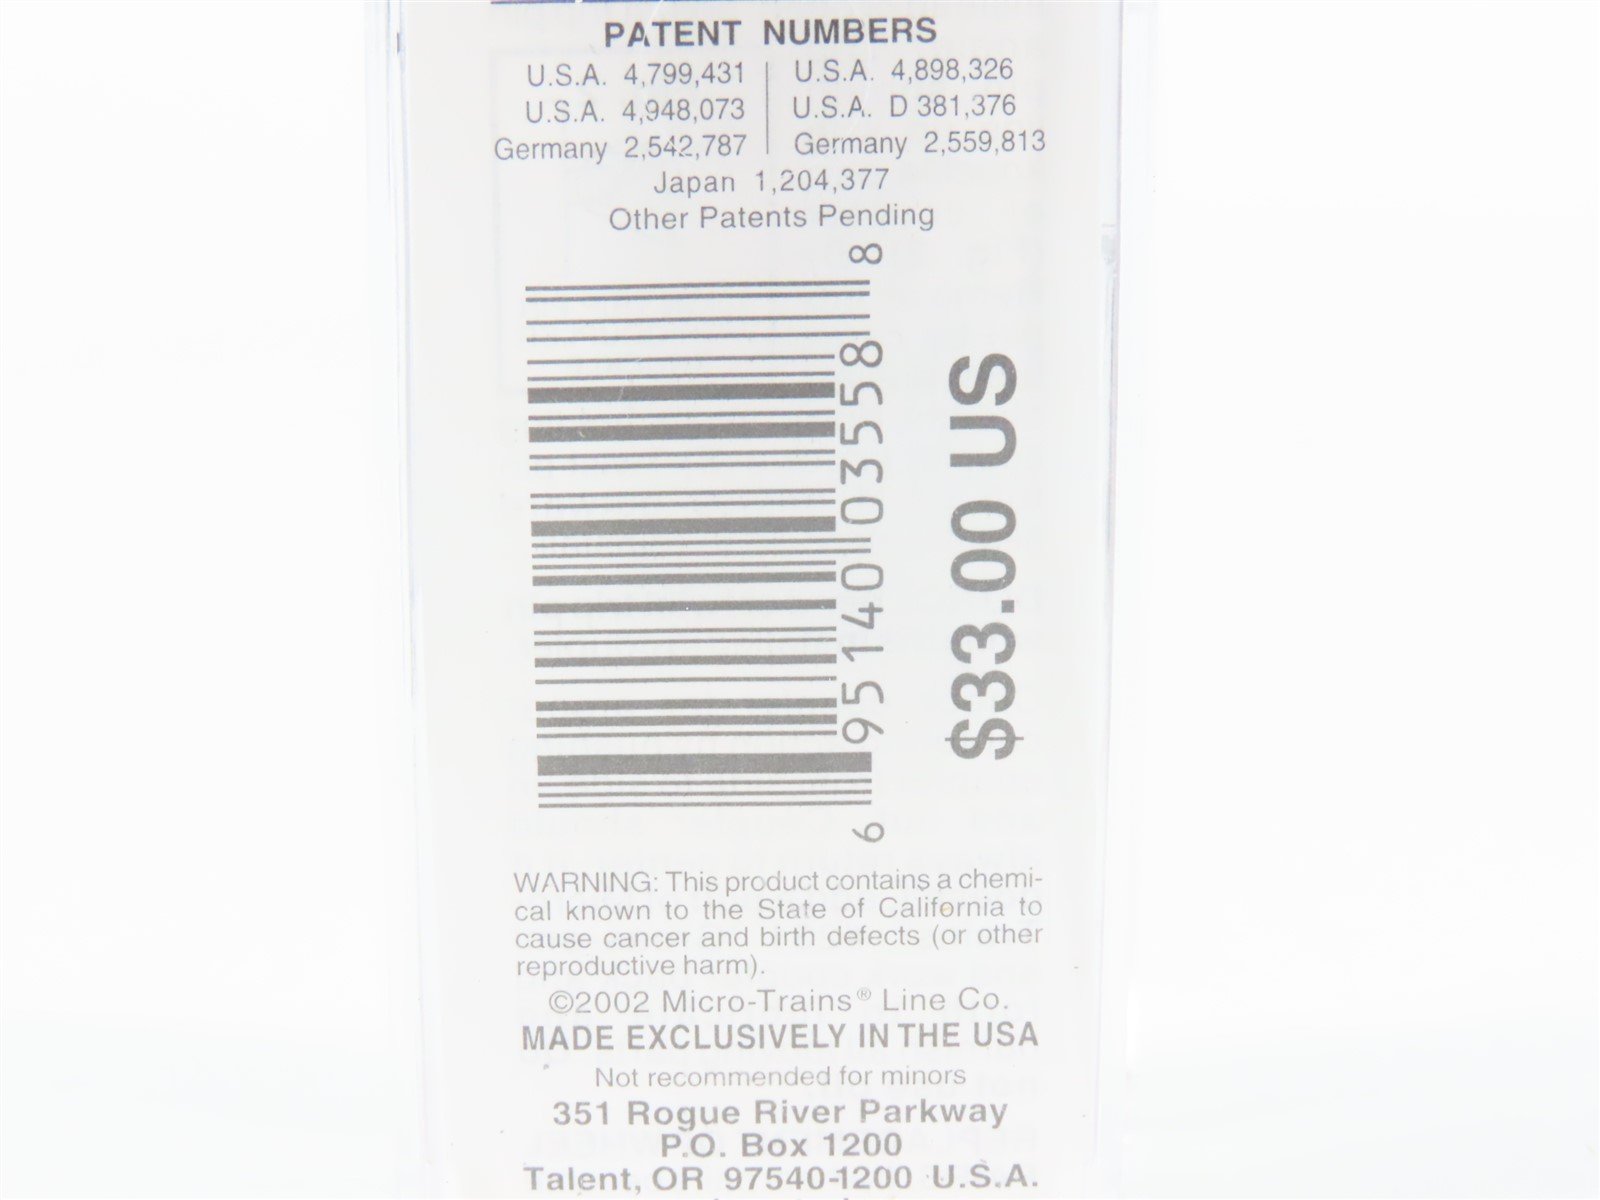 PATENT NUMBERS
U.S.A. 4,799,431 | U.S.A. 4,898,326
U.S.A. 4,948,073 | U.S.A. D 381,376
Germany 2,542,787 | Germany 2,559,813
Japan 1,204,377
Other Patents Pending
6 95140 03558 8
$33.00 US
WARNING: This product contains a chemi-
cal known to the State of California to
cause cancer and birth defects (or other
reproductive harm).
©2002 Micro-Trains® Line Co.
MADE EXCLUSIVELY IN THE USA
Not recommended for minors
351 Rogue River Parkway
P.O. Box 1200
Talent, OR 97540-1200 U.S.A.